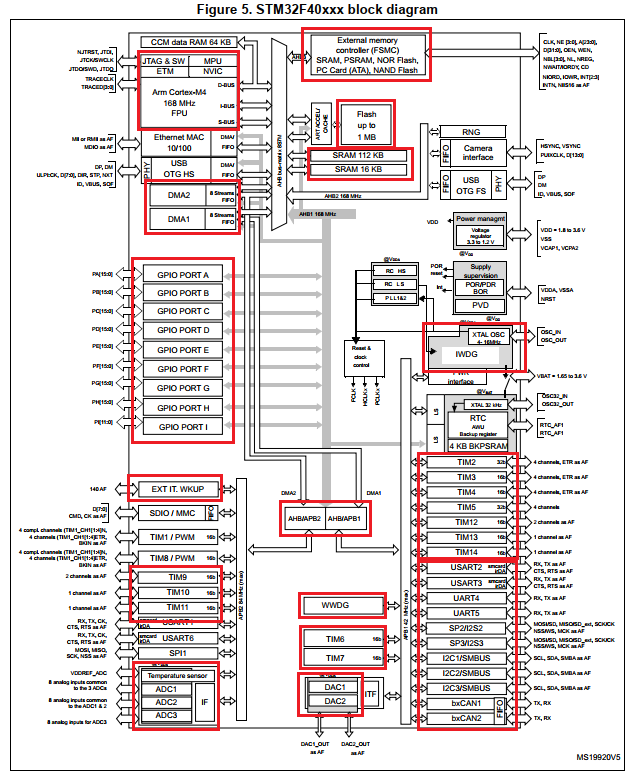 Figure 5. STM32F40xxx block diagram
CCM data RAM 64 KB
NJTRST, JTDI,
JTCK/SWCLK
JTDO/SWD, JTDO
TRACECLK
TRACED[3:0]
JTAG & SW
MPU
ETM
NVIC
Arm Cortex-M4
168 MHz
FPU
D-BUS
I-BUS
S-BUS
AHB3
External memory
controller (FSMC)
SRAM, PSRAM, NOR Flash,
PC Card (ATA), NAND Flash
CLK, NE [3:0], A[23:0],
D[31:0], OEN, WEN,
NBL[3:0], NL, NREG,
NWAIT/IORDY, CD
NIORD, IOWR, INT[2:3]
INTN, NIIS16 as AF
MII or RMII as AF
MDIO as AF
Ethernet MAC
10/100
DMA/
FIFO
DP, DM
ID, VBUS, SOF
PHY
USB
OTG HS
DMA/
FIFO
DMA2
8 Streams
FIFO
DMA1
8 Streams
FIFO
ART ACCEL/
CACHE
Flash
up to
1 MB
SRAM 112 KB
SRAM 16 KB
AHB2 168 MHz
AHB1 168 MHz
RNG
Camera
interface
FIFO
HSYNC, VSYNC
PUIXCLK, D[13:0]
USB
OTG FS
FIFO
PHY
DP
DM
ID, VBUS, SOF
VDD
Power managmt
Voltage
regulator
3.3 to 1.2 V
VDD = 1.8 to 3.6 V
VSS
VCAP1, VCPA2
Supply
supervision
POR
reset
Int
POR/PDR
BOR
PVD
VDDA, VSSA
NRST
RC HS
RC LS
PLL1&2
Reset &
clock
control
FCLK
HCLKx
PCLKx
XTAL OSC
4- 16MHz
IWDG
OSC_IN
OSC_OUT
interface
VBAT = 1.65 to 3.6 V
XTAL 32 kHz
OSC32_IN
OSC32_OUT
LS
LS
RTC
AWU
Backup register
RTC_AF1
RTC_AF1
4 KB BKPSRAM
PA[15:0]
GPIO PORT A
PB[15:0]
GPIO PORT B
PC[15:0]
GPIO PORT C
PD[15:0]
GPIO PORT D
PE[15:0]
GPIO PORT E
PF[15:0]
GPIO PORT F
PG[15:0]
GPIO PORT G
PH[15:0]
GPIO PORT H
PI[11:0]
GPIO PORT I
140 AF
EXT IT. WKUP
D[7:0]
CMD, CK as AF
SDIO / MMC
FIFO
4 compl. channels (TIM1_CH1[1:4]N,
4 channels (TIM1_CH1[1:4]ETR,
BKIN as AF
TIM1 / PWM
16b
4 compl. channels (TIM1_CH1[1:4]N,
4 channels (TIM1_CH1[1:4]ETR,
BKIN as AF
TIM8 / PWM
16b
2 channels as AF
TIM9
16b
1 channel as AF
TIM10
16b
1 channel as AF
TIM11
16b
RX, TX, CK,
CTS, RTS as AF
USART1
RX, TX, CK,
CTS, RTS as AF
USART6
MOSI, MISO,
SCK, NSS as AF
SPI1
VDDREF_ADC
Temperature sensor
8 analog inputs common
to the 3 ADCs
ADC1
8 analog inputs common
to the ADC1 & 2
ADC2
8 analog inputs for ADC3
ADC3
IF
DMA2
DMA1
AHB/APB2
AHB/APB1
WWDG
TIM6
16b
TIM7
16b
DAC1
DAC2
ITF
DAC1_OUT
as AF
DAC2_OUT
as AF
TIM2
32b
4 channels, ETR as AF
TIM3
16b
4 channels, ETR as AF
TIM4
16b
4 channels, ETR as AF
TIM5
32b
4 channels
TIM12
16b
2 channels as AF
TIM13
16b
1 channel as AF
TIM14
16b
1 channel as AF
USART2
smcard
irDA
RX, TX as AF
CTS, RTS as AF
USART3
smcard
irDA
RX, TX as AF
CTS, RTS as AF
UART4
RX, TX as AF
UART5
RX, TX as AF
SP2/I2S2
MOSI/SD, MISO/SD_ext, SCK/CK
NSS/WS, MCK as AF
SP3/I2S3
MOSI/SD, MISO/SD_ext, SCK/CK
NSS/WS, MCK as AF
I2C1/SMBUS
SCL, SDA, SMBA as AF
I2C2/SMBUS
SCL, SDA, SMBA as AF
I2C3/SMBUS
SCL, SDA, SMBA as AF
bxCAN1
TX, RX
bxCAN2
TX, RX
FIFO
MS19920V5